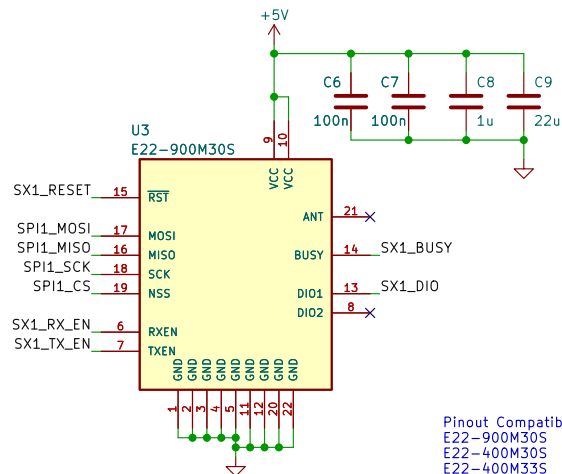 +5V
C6 C7 C8 C9
100n 100n 1u 22u
U3
E22-900M30S
9 10
VCC VCC
SX1_RESET 15 RST
ANT 21
SPI1_MOSI 17 MOSI
SPI1_MISO 16 MISO BUSY 14 SX1_BUSY
SPI1_SCK 18 SCK
SPI1_CS 19 NSS DIO1 13 SX1_DIO
DIO2 8
SX1_RX_EN 6 RXEN
SX1_TX_EN 7 TXEN
GND GND GND GND GND GND GND GND GND
1 2 3 4 5 11 12 20 22
Pinout Compatib
E22-900M30S
E22-400M30S
E22-400M33S